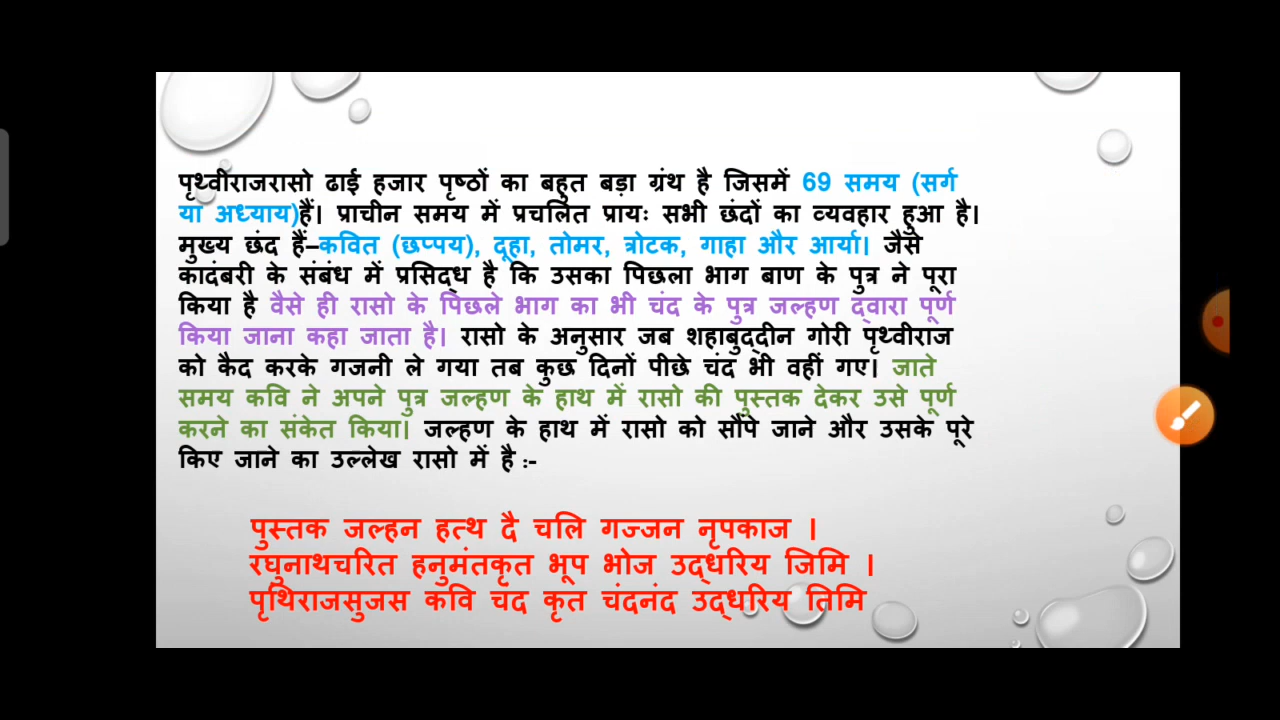 पृथ्वीराजरासो ढाई हजार पृष्ठों का बहुत बड़ा ग्रंथ है जिसमें 69 समय (सर्ग
या अध्याय)हैं। प्राचीन समय में प्रचलित प्रायः सभी छंदों का व्यवहार हुआ है।
मुख्य छंद हैं–कवित (छप्पय), दूहा, तोमर, त्रोटक, गाहा और आर्या। जैसे
कादंबरी के संबंध में प्रसिद्ध है कि उसका पिछला भाग बाण के पुत्र ने पूरा
किया है वैसे ही रासो के पिछले भाग का भी चंद के पुत्र जल्हण द्वारा पूर्ण
किया जाना कहा जाता है। रासो के अनुसार जब शहाबुद्दीन गोरी पृथ्वीराज
को कैद करके गजनी ले गया तब कुछ दिनों पीछे चंद भी वहीं गए। जाते
समय कवि ने अपने पुत्र जल्हण के हाथ में रासो की पुस्तक देकर उसे पूर्ण
करने का संकेत किया। जल्हण के हाथ में रासो को सौंपे जाने और उसके पूरे
किए जाने का उल्लेख रासो में है :-
पुस्तक जल्हन हत्थ दै चलि गज्जन नृपकाज ।
रघुनाथचरित हनुमंतकृत भूप भोज उद्धरिय जिमि ।
पृथिराजसुजस कवि चंद कृत चंदनंद उद्धरिय तिमि